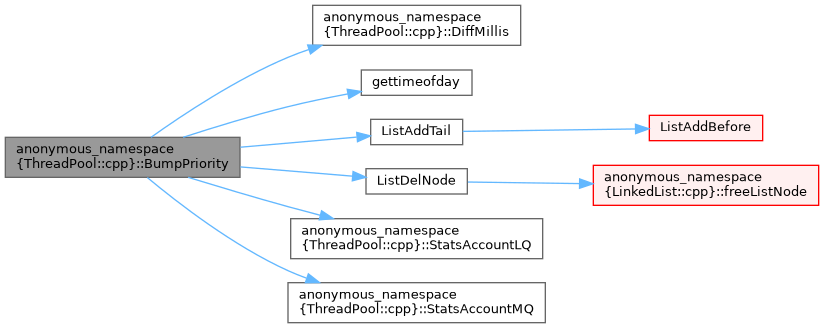 anonymous_namespace
{ThreadPool::cpp}::BumpPriority
anonymous_namespace
{ThreadPool::cpp}::DiffMillis
gettimeofday
ListAddTail
ListAddBefore
ListDelNode
anonymous_namespace
{LinkedList::cpp}::freeListNode
anonymous_namespace
{ThreadPool::cpp}::StatsAccountLQ
anonymous_namespace
{ThreadPool::cpp}::StatsAccountMQ